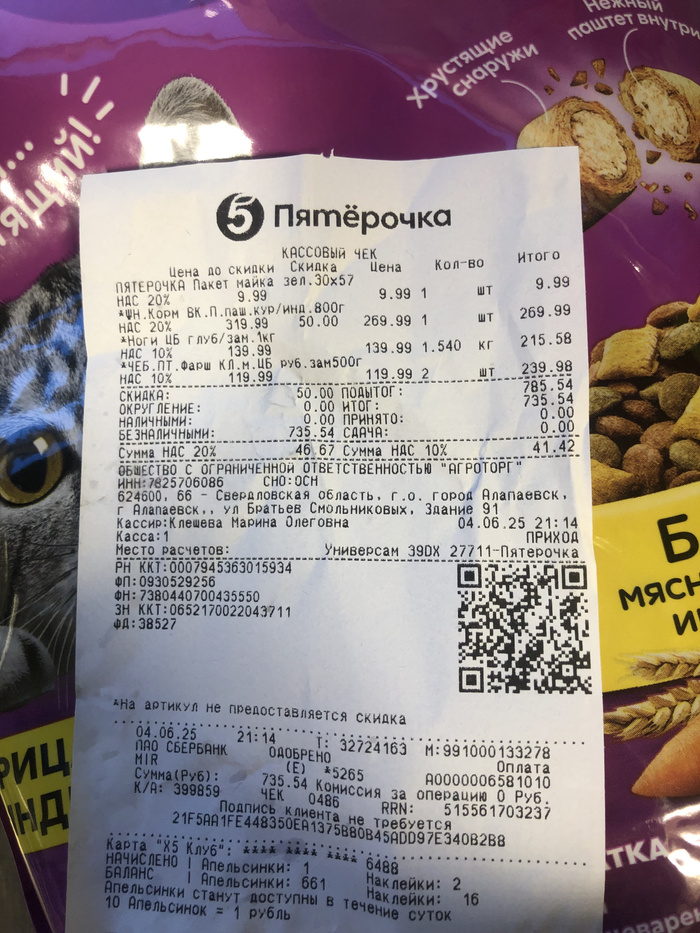 Нежный
паштет внутри
Хрустящие
снаружи
5 Пятёрочка
КАССОВЫЙ ЧЕК
Цена до скидки Скидка Цена Кол-во Итого
ПЯТЕРОЧКА Пакет майка зел.30х57
НДС 20% 9.99 9.99 1 шт 9.99
*ШН.Корм ВК.П.паш.кур/инд.800г
НДС 20% 319.99 50.00 269.99 1 шт 269.99
*Ноги ЦБ глуб/зам.1кг
НДС 10% 139.99 139.99 1.540 кг 215.58
*ЧЕБ.ПТ.Фарш КЛ.м.ЦБ руб.зам500г
НДС 10% 119.99 119.99 2 шт 239.98
СКИДКА: 50.00 ПОДЫТОГ: 785.54
ОКРУГЛЕНИЕ: 0.00 ИТОГ: 735.54
НАЛИЧНЫМИ: 0.00 ПРИНЯТО: 0.00
БЕЗНАЛИЧНЫМИ: 735.54 СДАЧА: 0.00
Сумма НДС 20% 46.67 Сумма НДС 10% 41.42
ОБЩЕСТВО С ОГРАНИЧЕННОЙ ОТВЕТСТВЕННОСТЬЮ "АГРОТОРГ"
ИНН:7825706086 СНО:ОСН
624600, 66 - Свердловская область, г.о. город Алапаевск,
г Алапаевск,, ул Братьев Смольниковых, Здание 91
Кассир:Клешева Марина Олеговна 04.06.25 21:14
Касса:1 ПРИХОД
Место расчетов: Универсам 39DX 27711-Пятерочка
РН ККТ:0007945363015934
ФП:0930529256
ФН:7380440700435550
ЗН ККТ:0652170022043711
ФД:38527
*На артикул не предоставляется скидка
04.06.25 21:14 Т: 32724163 М:991000133278
ПАО СБЕРБАНК ОДОБРЕНО Оплата
MIR (E) *5265 A0000006581010
Сумма(Руб): 735.54 Комиссия за операцию 0 Руб.
К/А: 399859 ЧЕК 0486 RRN: 515561703237
Подпись клиента не требуется
21F5AA1FE448350EA1375B80B45ADD97E340B2B8
Карта "X5 Клуб": **** **** **** 6488
НАЧИСЛЕНО | Апельсинки: 1 Наклейки: 2
БАЛАНС | Апельсинки: 661 Наклейки: 16
Апельсинки станут доступны в течение суток
10 Апельсинок = 1 рубль